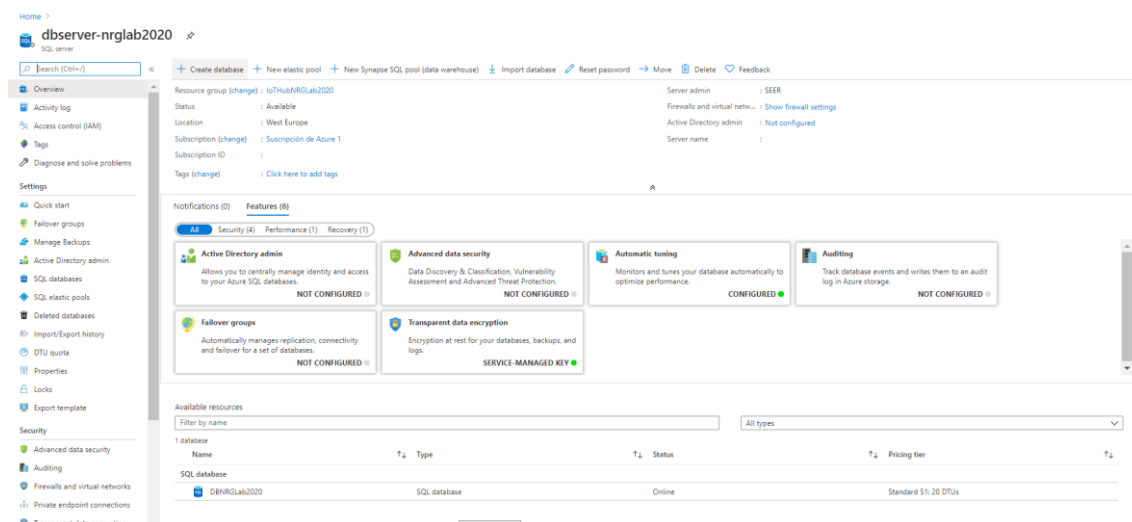 Home >
dbserver-nrglab2020
SQL server
Search (Ctrl+/)
«
Overview
Activity log
Access control (IAM)
Tags
Diagnose and solve problems
Settings
Quick start
Failover groups
Manage Backups
Active Directory admin
SQL databases
SQL elastic pools
Deleted databases
Import/Export history
DTU quota
Properties
Locks
Export template
Security
Advanced data security
Auditing
Firewalls and virtual networks
Private endpoint connections
+ Create database + New elastic pool + New Synapse SQL pool (data warehouse) Import database Reset password → Move Delete Feedback
Resource group (change) : IoTHubNRGLab2020
Status : Available
Location : West Europe
Subscription (change) : Suscripción de Azure 1
Subscription ID :
Tags (change) : Click here to add tags
Server admin : SEER
Firewalls and virtual netw... : Show firewall settings
Active Directory admin : Not configured
Server name :
Notifications (0) Features (6)
All Security (4) Performance (1) Recovery (1)
Active Directory admin
Allows you to centrally manage identity and access
to your Azure SQL databases.
NOT CONFIGURED
Advanced data security
Data Discovery & Classification, Vulnerability
Assessment and Advanced Threat Protection.
NOT CONFIGURED
Automatic tuning
Monitors and tunes your database automatically to
optimize performance.
CONFIGURED
Auditing
Track database events and writes them to an audit
log in Azure storage.
NOT CONFIGURED
Failover groups
Automatically manages replication, connectivity
and failover for a set of databases.
NOT CONFIGURED
Transparent data encryption
Encryption at rest for your databases, backups, and
logs.
SERVICE-MANAGED KEY
Available resources
Filter by name
All types
1 database
Name ↑↓ Type ↑↓ Status ↑↓ Pricing tier ↑↓
SQL database
DBNRGLab2020 SQL database Online Standard S1: 20 DTUs